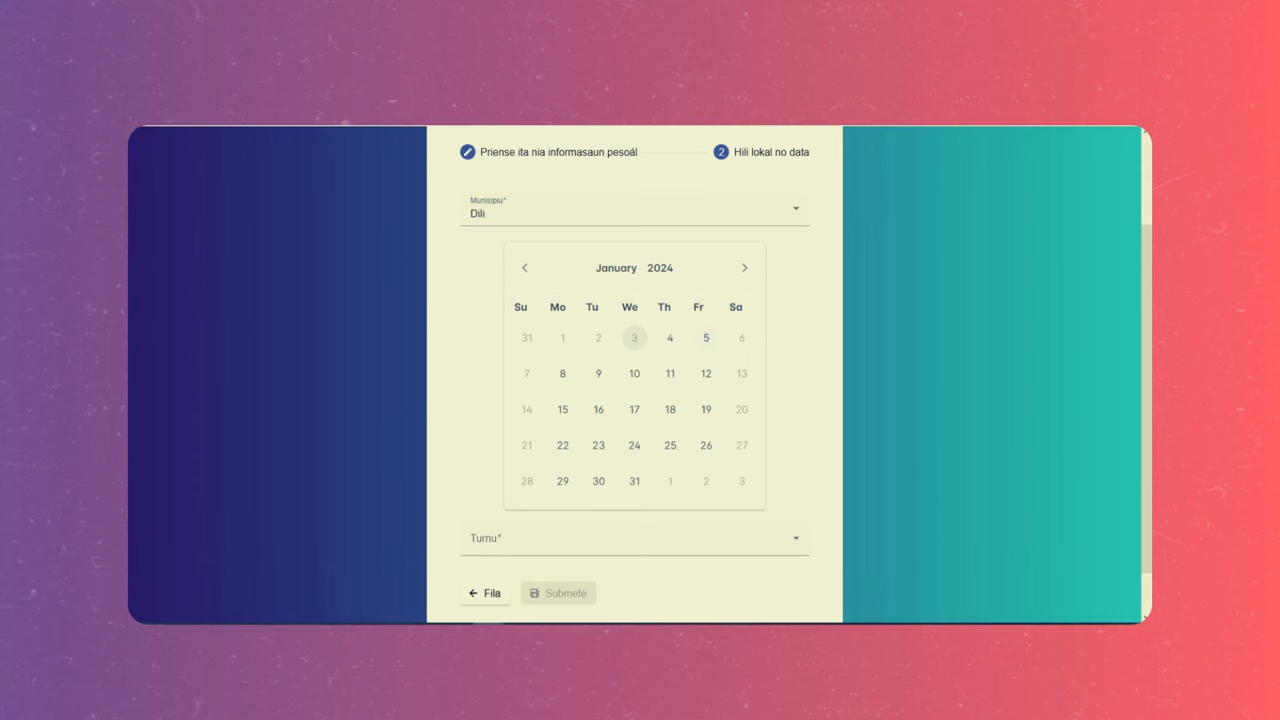 Priense ita nia informasaun pesoál 2 Hili lokal no data
Munisipiu*
Dili
January 2024
Su Mo Tu We Th Fr Sa
31 1 2 3 4 5 6
7 8 9 10 11 12 13
14 15 16 17 18 19 20
21 22 23 24 25 26 27
28 29 30 31 1 2 3
Turnu*
Fila Submete